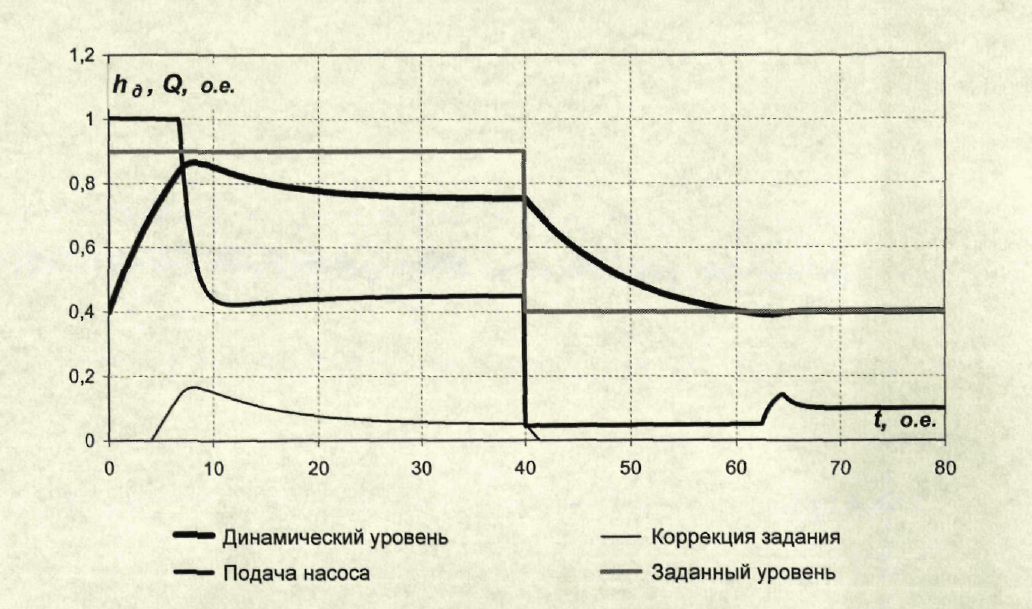 1,2
h д, Q, о.е.
1
0,8
0,6
0,4
0,2
t, о.е.
0
0 10 20 30 40 50 60 70 80
Динамический уровень Коррекция задания
Подача насоса Заданный уровень